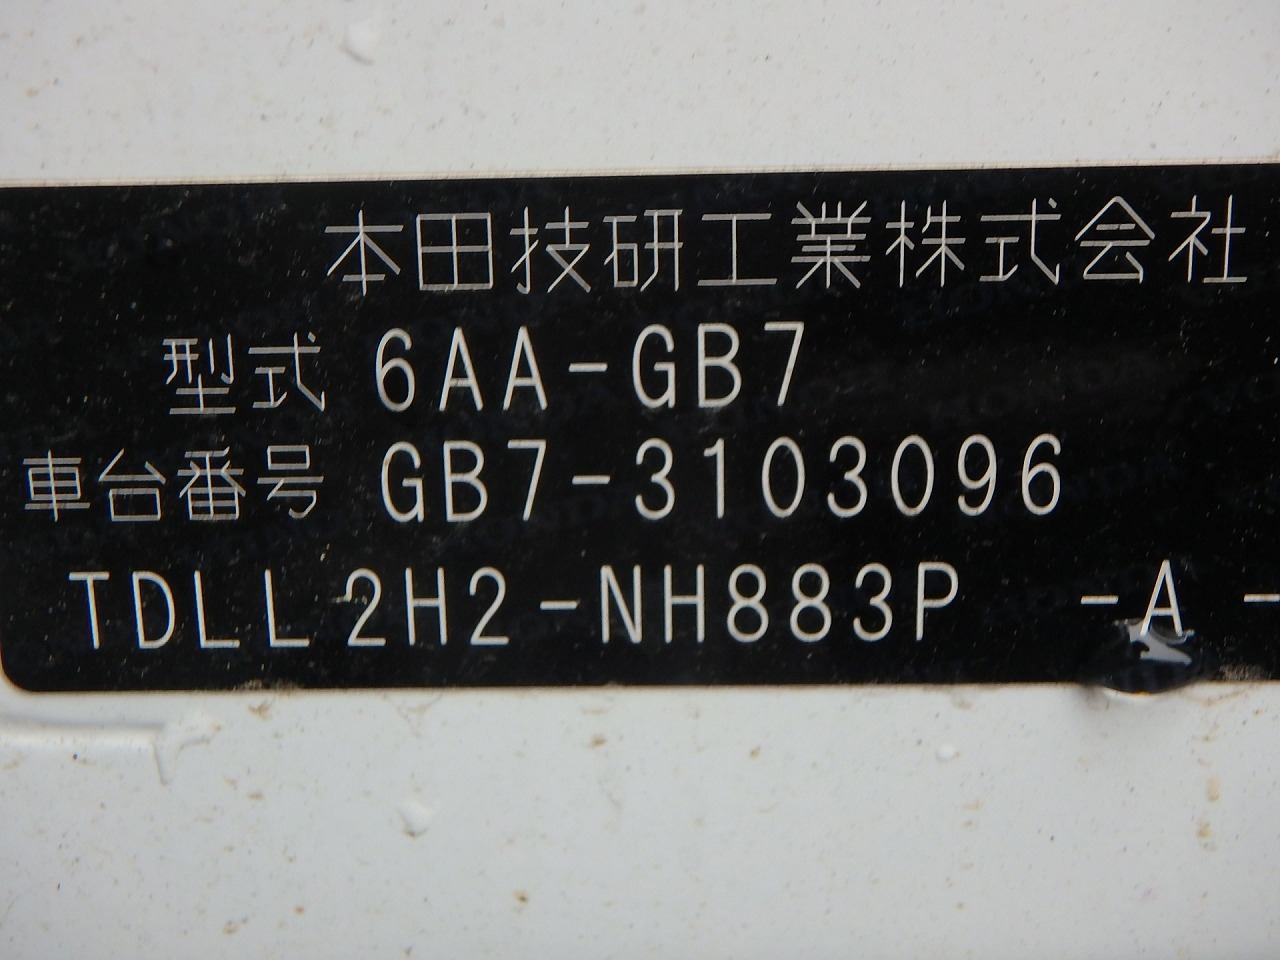 本田技研工業株式会社
型式 6AA-GB7
車台番号 GB7-3103096
TDLL2H2-NH883P -A -